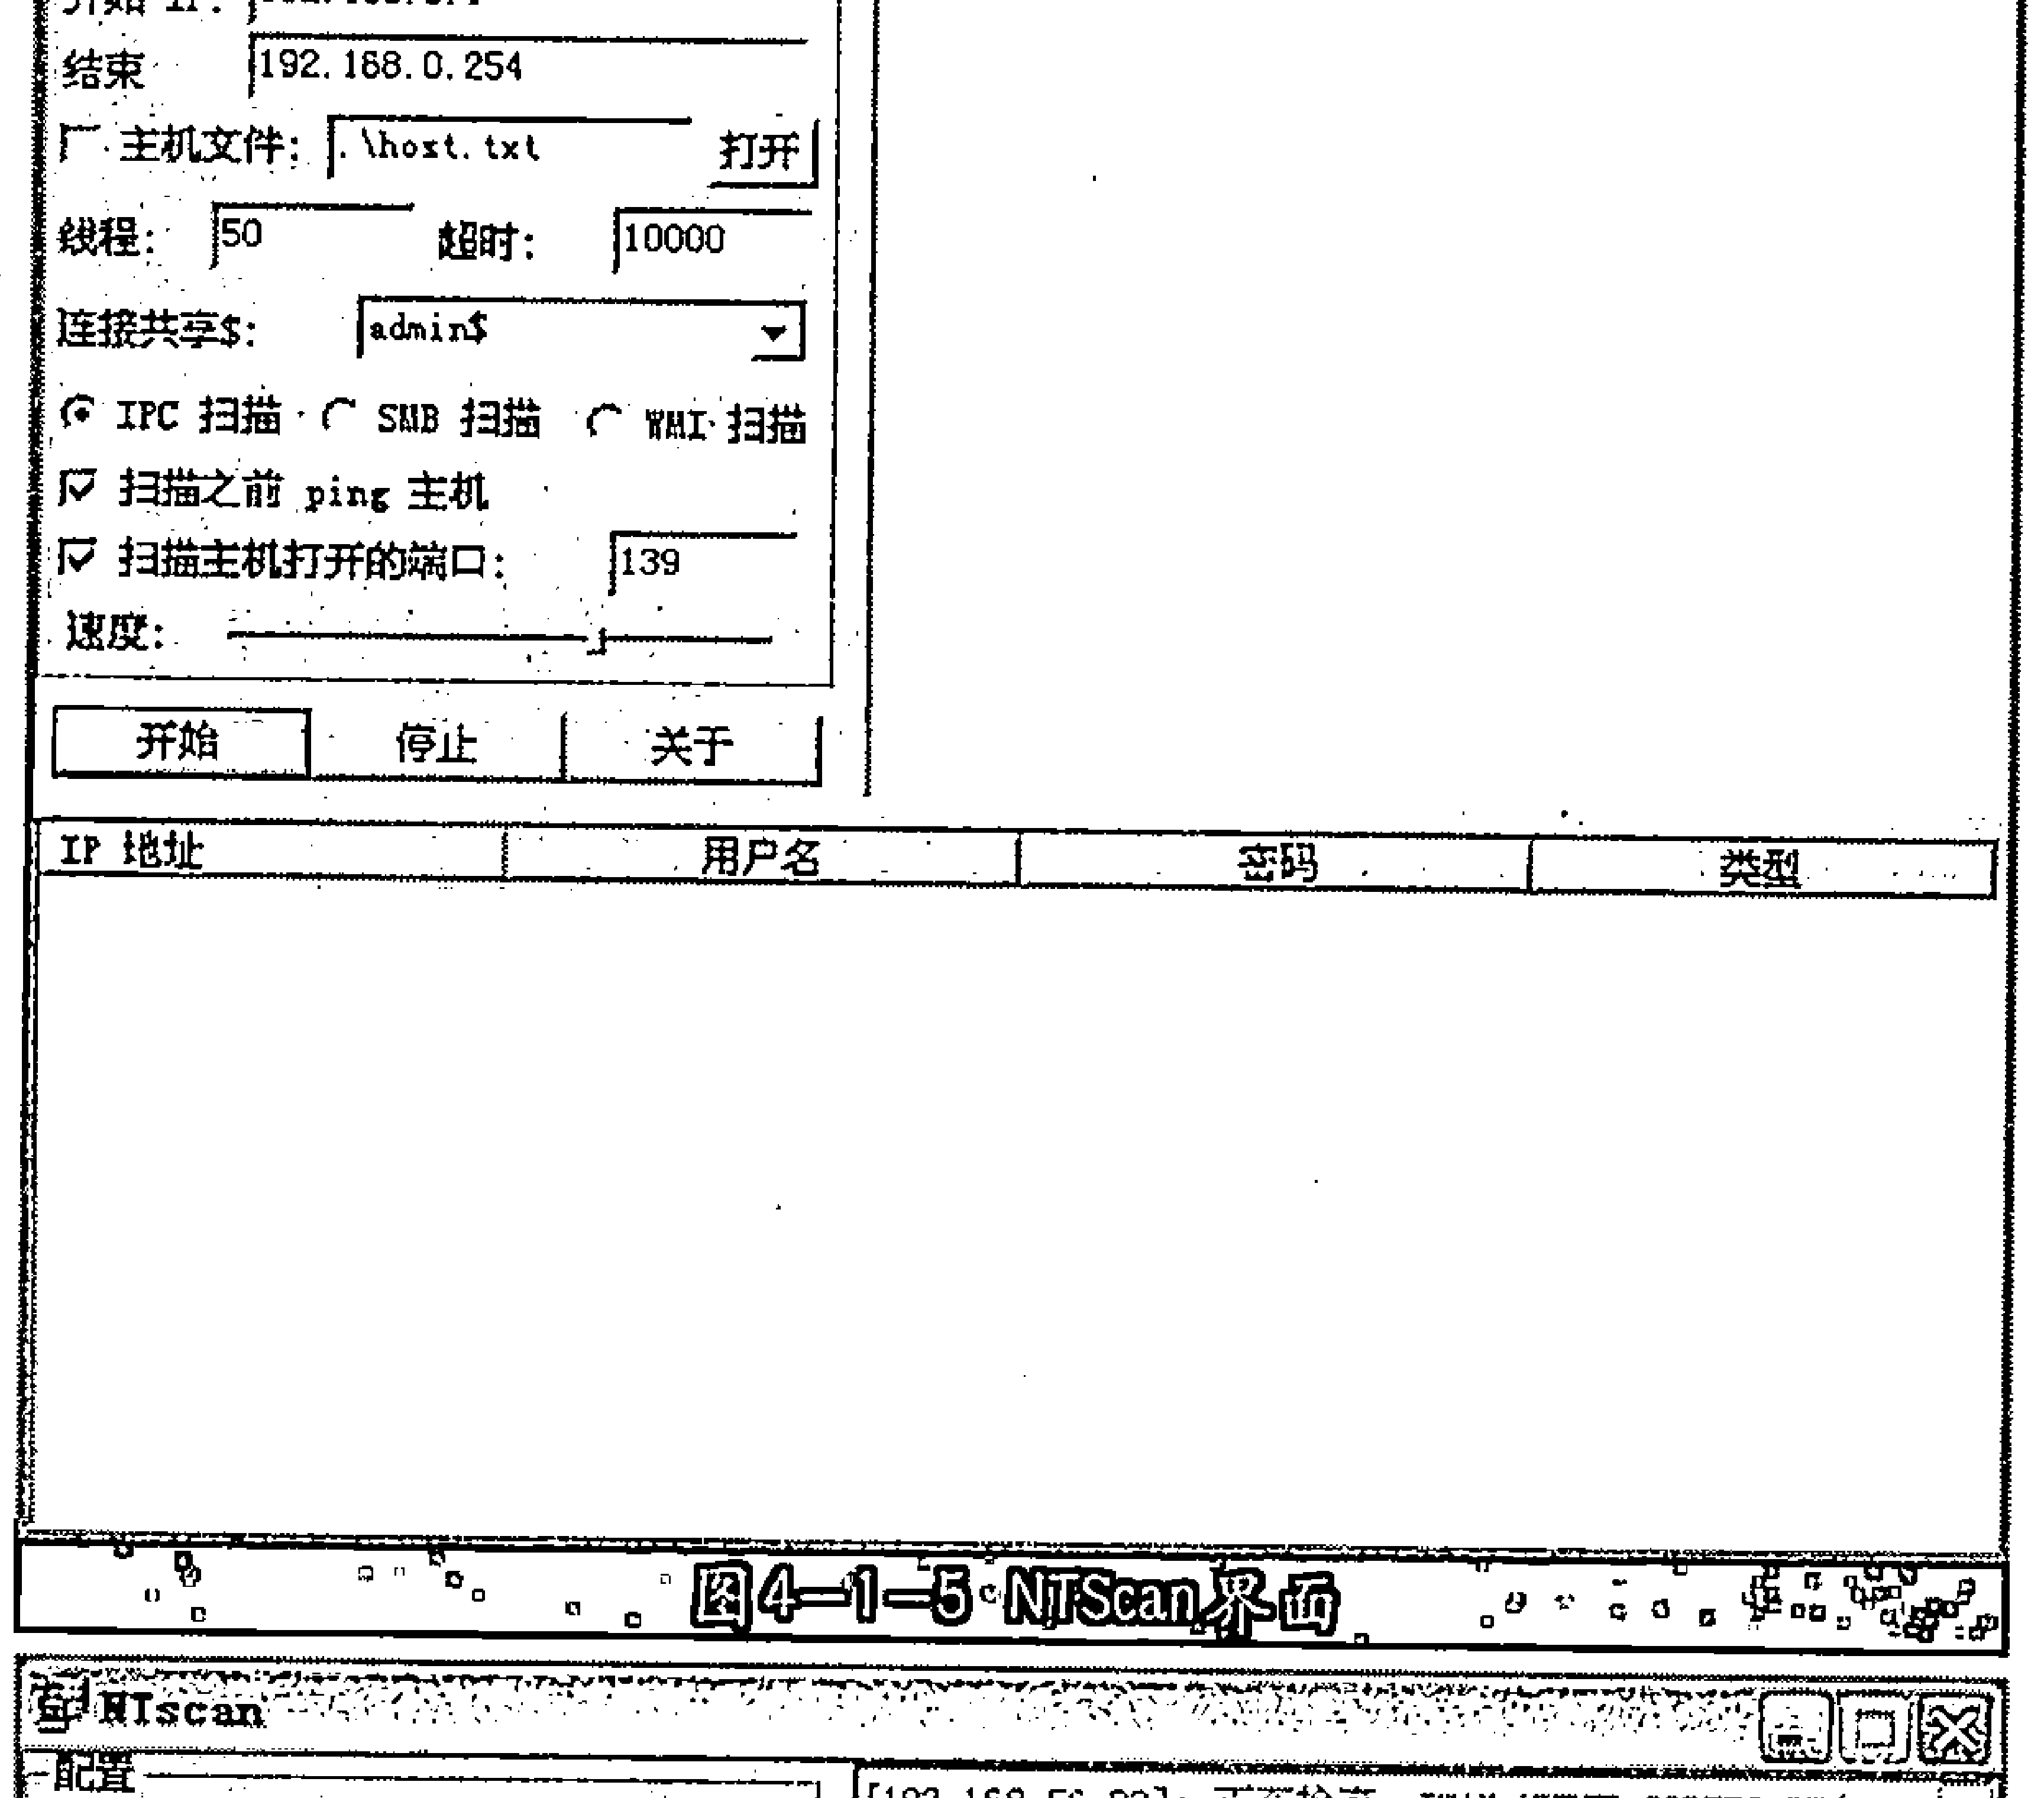 开始 IP:
结束 192.168.0.254
主机文件: .\host.txt 打开
线程: 50 超时: 10000
连接共享$: admin$
IPC 扫描 SMB 扫描 WMI 扫描
扫描之前 ping 主机
扫描主机打开的端口: 139
速度:
开始 停止 关于
IP 地址 用户名 密码 类型
图4—1—5 NTScan界面
NTscan
配置